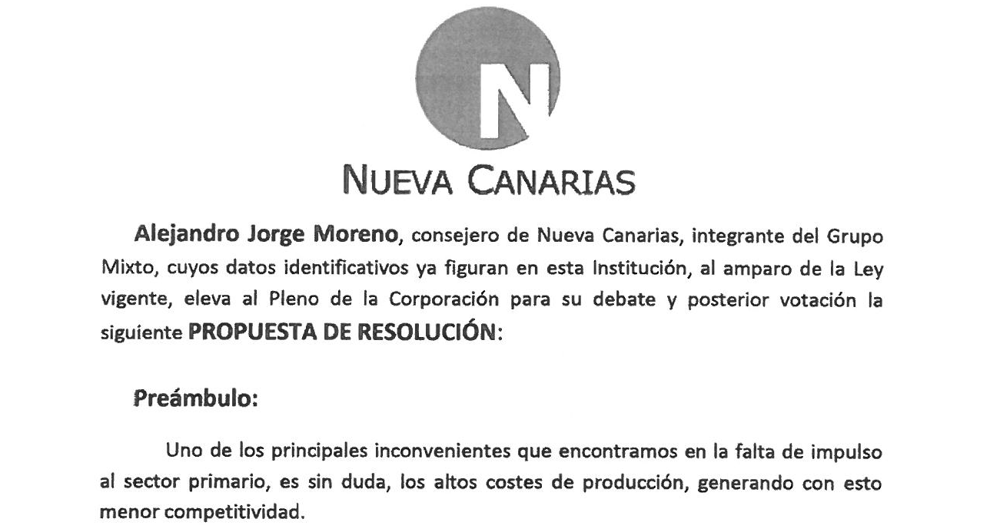 N
NUEVA CANARIAS
Alejandro Jorge Moreno, consejero de Nueva Canarias, integrante del Grupo
Mixto, cuyos datos identificativos ya figuran en esta Institución, al amparo de la Ley
vigente, eleva al Pleno de la Corporación para su debate y posterior votación la
siguiente PROPUESTA DE RESOLUCIÓN:
Preámbulo:
Uno de los principales inconvenientes que encontramos en la falta de impulso
al sector primario, es sin duda, los altos costes de producción, generando con esto
menor competitividad.